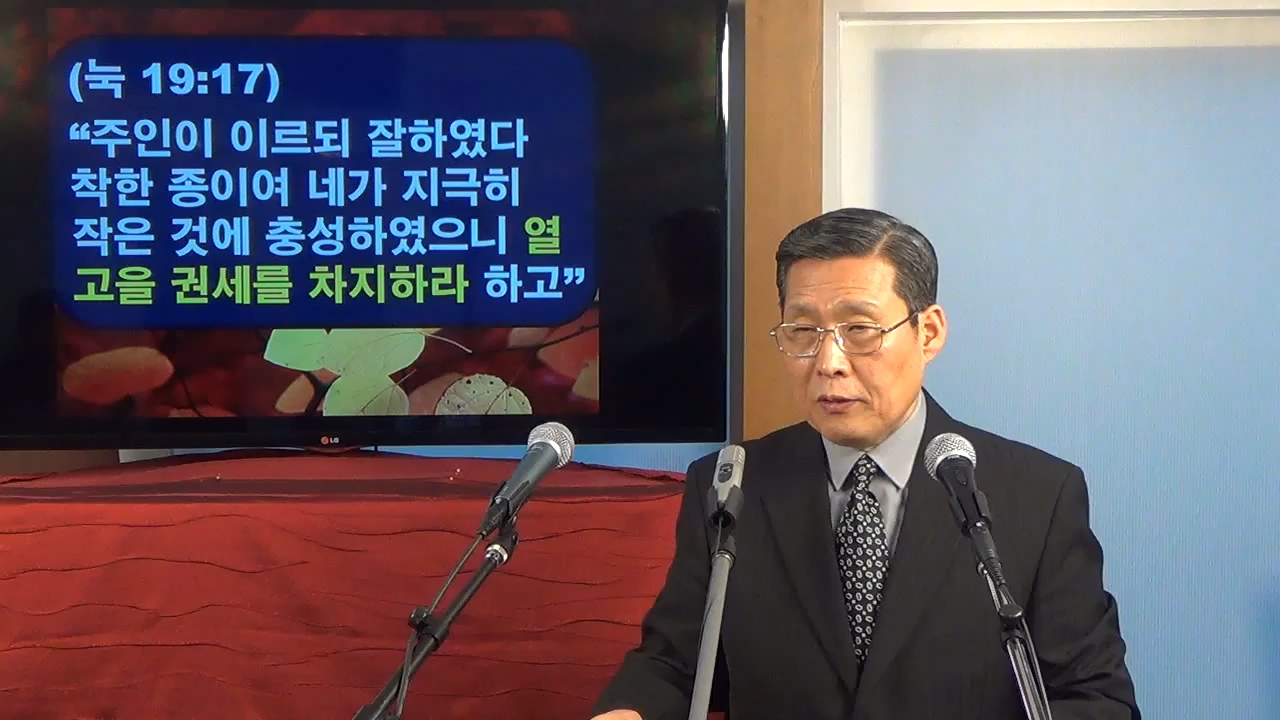 (눅 19:17)
“주인이 이르되 잘하였다
착한 종이여 네가 지극히
작은 것에 충성하였으니 열
고을 권세를 차지하라 하고”
LG